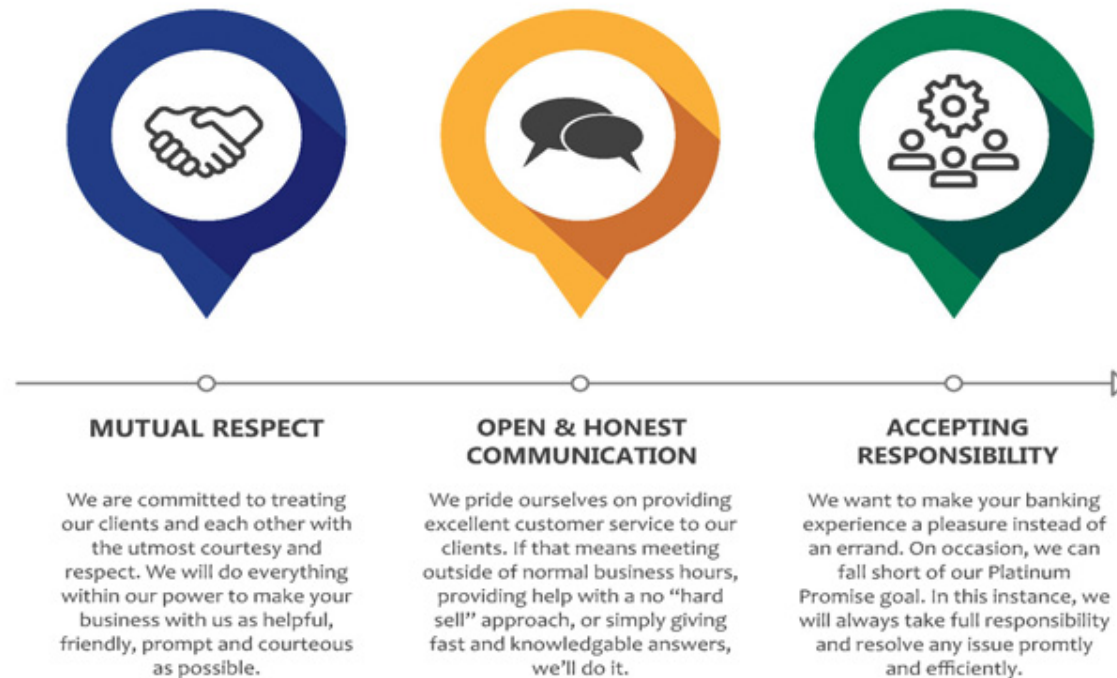 MUTUAL RESPECT
We are committed to treating
our clients and each other with
the utmost courtesy and
respect. We will do everything
within our power to make your
business with us as helpful,
friendly, prompt and courteous
as possible.
OPEN & HONEST
COMMUNICATION
We pride ourselves on providing
excellent customer service to our
clients. If that means meeting
outside of normal business hours,
providing help with a no “hard
sell” approach, or simply giving
fast and knowledgable answers,
we’ll do it.
ACCEPTING
RESPONSIBILITY
We want to make your banking
experience a pleasure instead of
an errand. On occasion, we can
fall short of our Platinum
Promise goal. In this instance, we
will always take full responsibility
and resolve any issue promtly
and efficiently.